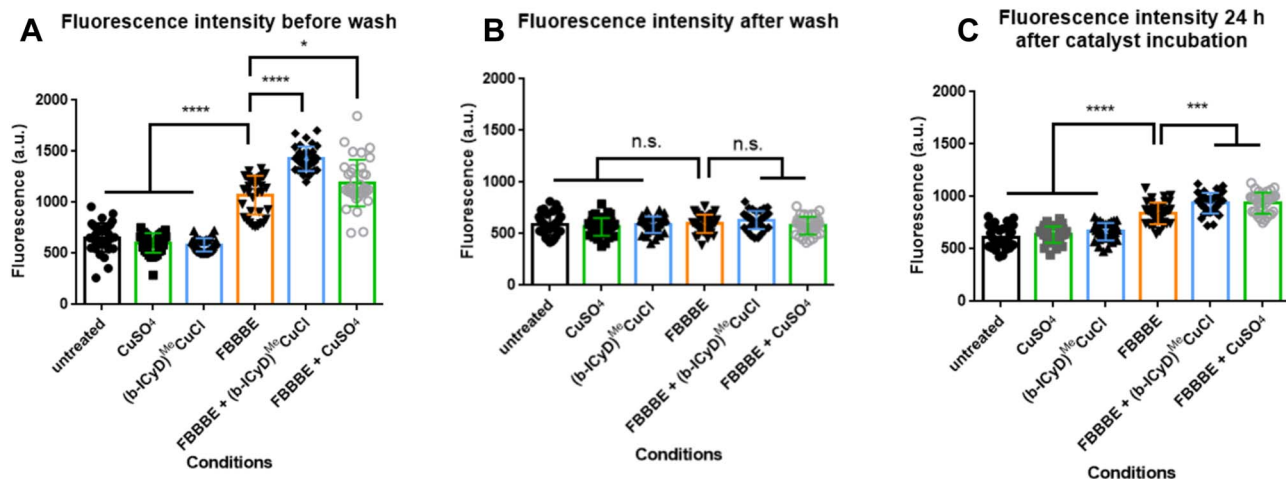 A
Fluorescence intensity before wash
*
****
****
Fluorescence (a.u.)
2000
1500
1000
500
0
untreated
CuSO⁴
(b-ICyD)ᴹᵉCuCl
FBBBE
FBBBE + (b-ICyD)ᴹᵉCuCl
FBBBE + CuSO⁴
Conditions
B
Fluorescence intensity after wash
n.s.
n.s.
Fluorescence (a.u.)
2000
1500
1000
500
0
untreated
CuSO⁴
(b-ICyD)ᴹᵉCuCl
FBBBE
FBBBE + (b-ICyD)ᴹᵉCuCl
FBBBE + CuSO⁴
Conditions
C
Fluorescence intensity 24 h
after catalyst incubation
****
***
Fluorescence (a.u.)
2000
1500
1000
500
0
untreated
CuSO⁴
(b-ICyD)ᴹᵉCuCl
FBBBE
FBBBE + (b-ICyD)ᴹᵉCuCl
FBBBE + CuSO⁴
Conditions